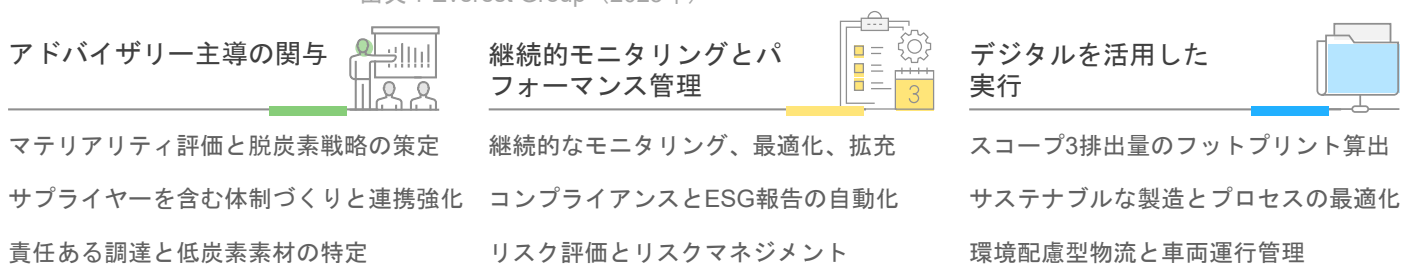 アドバイザリー主導の関与
マテリアリティ評価と脱炭素戦略の策定
サプライヤーを含む体制づくりと連携強化
責任ある調達と低炭素素材の特定
継続的モニタリングとパ
フォーマンス管理
3
継続的なモニタリング、最適化、拡充
コンプライアンスとESG報告の自動化
リスク評価とリスクマネジメント
デジタルを活用した
実行
スコープ3排出量のフットプリント算出
サステナブルな製造とプロセスの最適化
環境配慮型物流と車両運行管理